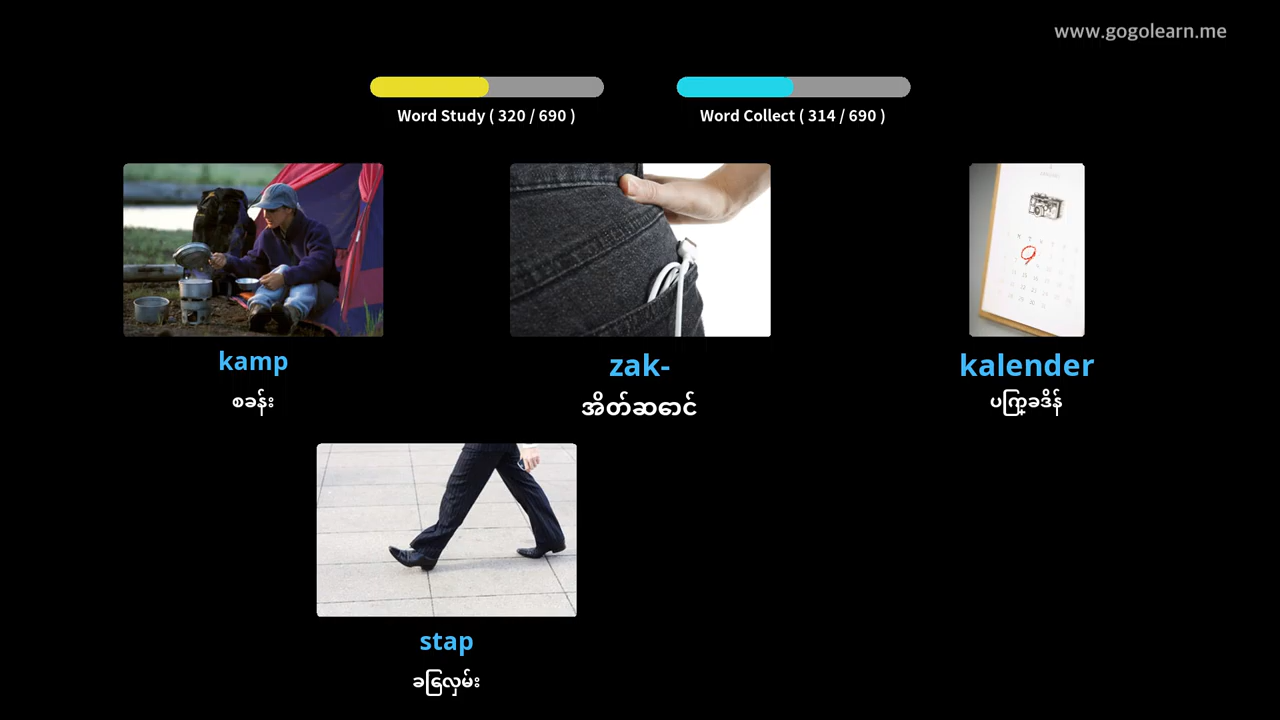 www.gogolearn.me
Word Study ( 320 / 690 )
Word Collect ( 314 / 690 )
kamp
စခန်း
zak-
အိတ်ဆောင်
kalender
ပြက္ခဒိန်
stap
ခြေလှမ်း